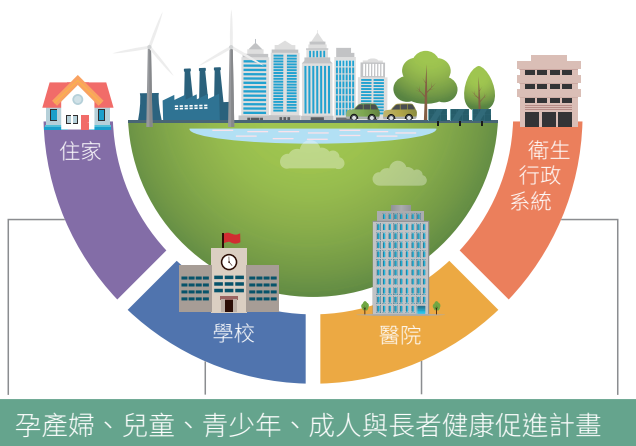 住家
衛生
行政
系統
學校
醫院
孕產婦、兒童、青少年、成人與長者健康促進計畫